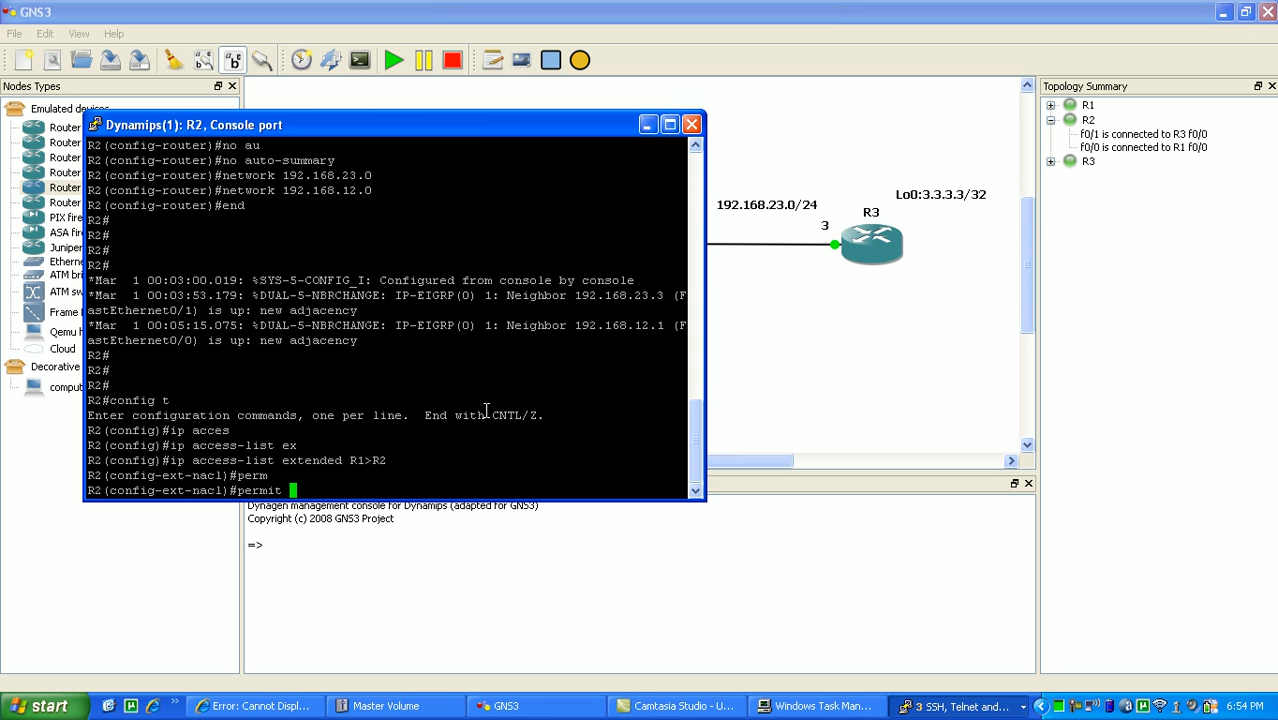 GNS3
File Edit View Help
Nodes Types
Emulated devices
Router
Router
Router
Router
Router
Router
PIX fire
ASA fire
Juniper
Etherne
ATM bri
ATM sw
Frame
Qemu h
Cloud
Decorative
comput
Dynamips(1): R2, Console port
R2(config-router)#no au
R2(config-router)#no auto-summary
R2(config-router)#network 192.168.23.0
R2(config-router)#network 192.168.12.0
R2(config-router)#end
R2#
R2#
R2#
R2#
*Mar 1 00:03:00.019: %SYS-5-CONFIG_I: Configured from console by console
*Mar 1 00:03:53.179: %DUAL-5-NBRCHANGE: IP-EIGRP(0) 1: Neighbor 192.168.23.3 (F
astEthernet0/1) is up: new adjacency
*Mar 1 00:05:15.075: %DUAL-5-NBRCHANGE: IP-EIGRP(0) 1: Neighbor 192.168.12.1 (F
astEthernet0/0) is up: new adjacency
R2#
R2#
R2#
R2#config t
Enter configuration commands, one per line. End with CNTL/Z.
R2(config)#ip acces
R2(config)#ip access-list ex
R2(config)#ip access-list extended R1>R2
R2(config-ext-nacl)#perm
R2(config-ext-nacl)#permit
192.168.23.0/24
Lo0:3.3.3.3/32
R3
3
Topology Summary
R1
R2
f0/1 is connected to R3 f0/0
f0/0 is connected to R1 f0/0
R3
Dynagen management console for Dynamips (adapted for GNS3)
Copyright (c) 2008 GNS3 Project
=>
start
Error: Cannot Displ...
Master Volume
GNS3
Camtasia Studio - U...
Windows Task Man...
3 SSH, Telnet and...
6:54 PM